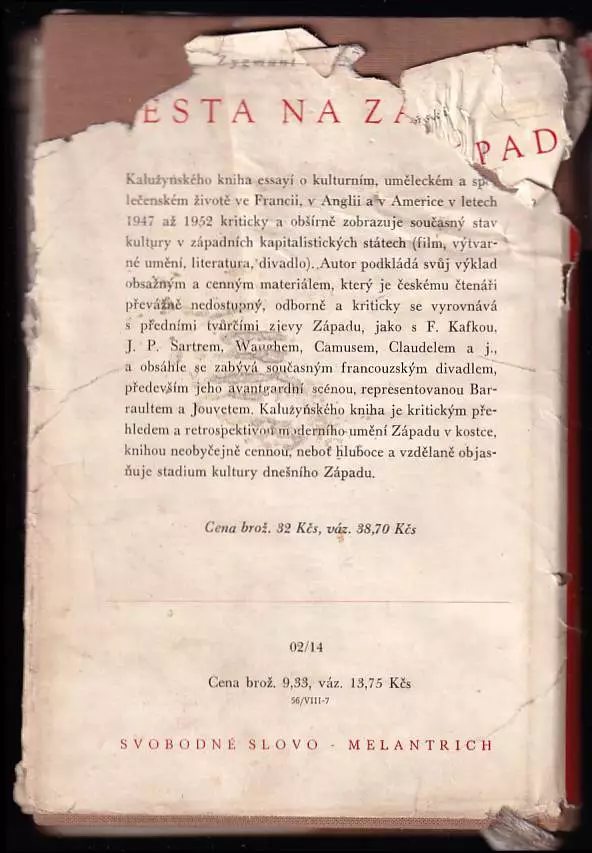 Zygmunt
ESTA NA ZÁ
PAD
Kalužyńského kniha essayí o kulturním, uměleckém a spo-
lečenském životě ve Francii, v Anglii a v Americe v letech
1947 až 1952 kriticky a obšírně zobrazuje současný stav
kultury v západních kapitalistických státech (film, výtvar-
né umění, literatura, divadlo). Autor podkládá svůj výklad
obsažným a cenným materiálem, který je českému čtenáři
převážně nedostupný, odborně a kriticky se vyrovnává
s předními tvůrčími zjevy Západu, jako s F. Kafkou,
J. P. Sartrem, Waughem, Camusem, Claudelem a j.,
a obsáhle se zabývá současným francouzským divadlem,
především jeho avantgardní scénou, representovanou Bar-
raultem a Jouvetem. Kalužyńského kniha je kritickým pře-
hledem a retrospektivou moderního umění Západu v kostce,
knihou neobyčejně cennou, neboť hluboce a vzdělaně objas-
ňuje stadium kultury dnešního Západu.
Cena brož. 32 Kčs, váz. 38,70 Kčs
02/14
Cena brož. 9,33, váz. 13,75 Kčs
56/VIII-7
SVOBODNÉ SLOVO - MELANTRICH